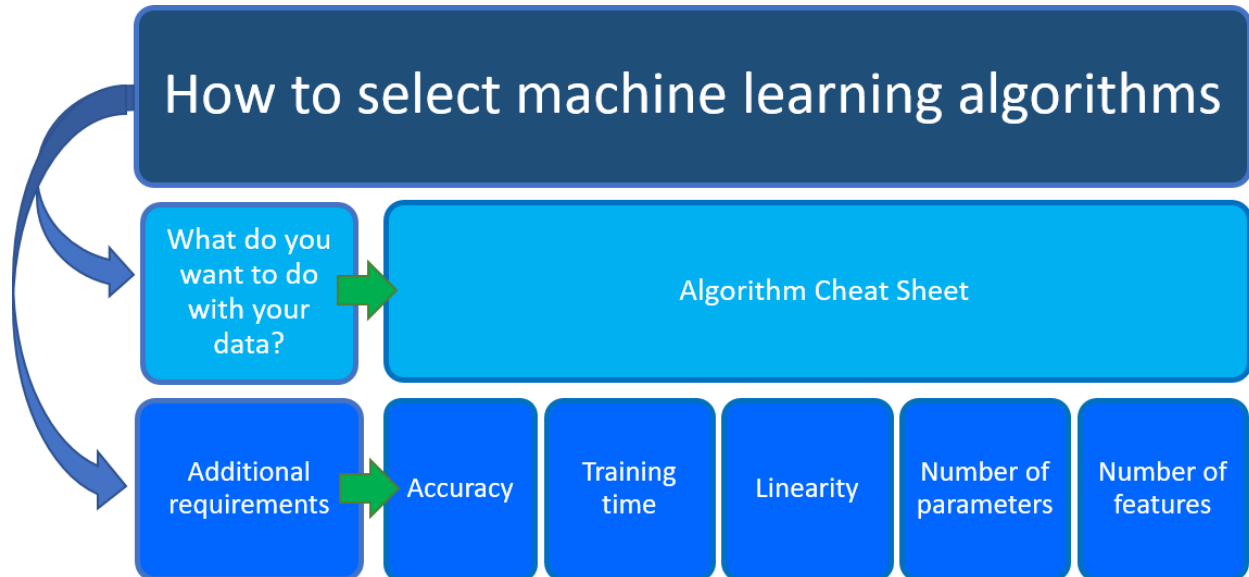 How to select machine learning algorithms
What do you
want to do
with your
data?
Algorithm Cheat Sheet
Additional
requirements
Accuracy
Training
time
Linearity
Number of
parameters
Number of
features